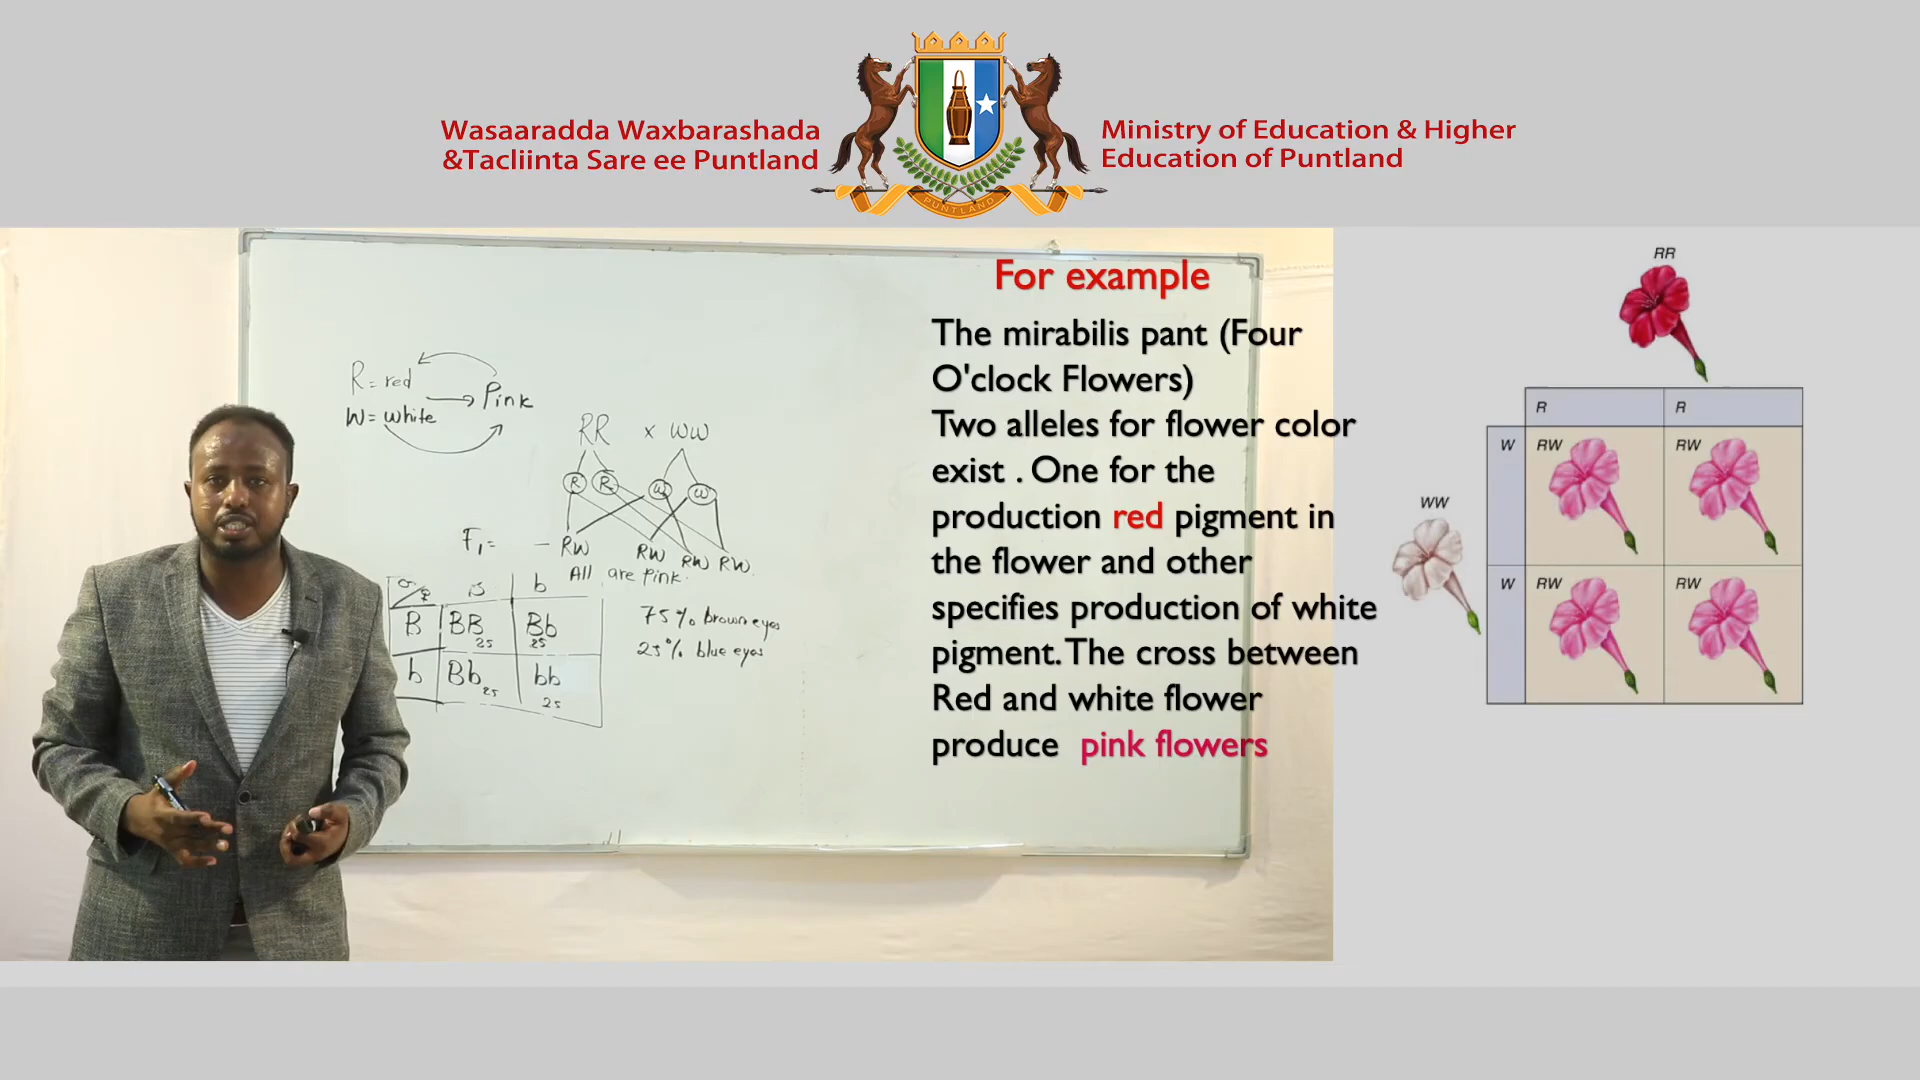 Wasaaradda Waxbarashada
&Tacliinta Sare ee Puntland
Ministry of Education & Higher
Education of Puntland
PUNTLAND
For example
The mirabilis pant (Four
O'clock Flowers)
Two alleles for flower color
exist . One for the
production red pigment in
the flower and other
specifies production of white
pigment. The cross between
Red and white flower
produce pink flowers
R = red
W = white
Pink
RR x WW
R R W W
F1 = - RW RW RW RW
All are pink.
♂ ♀ B b
B BB 25 Bb 25
b Bb 25 bb 25
75% brown eyes
25% blue eyes
RR
R R
WW
W RW RW
W RW RW